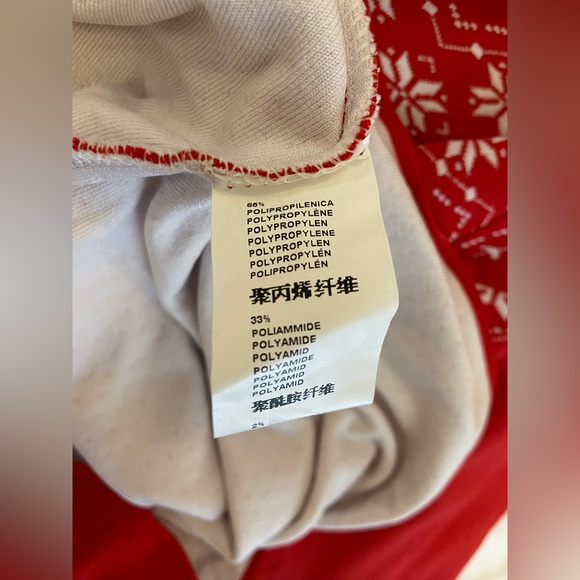 65%
POLIPROPILENICA
POLYPROPYLÈNE
POLYPROPYLEN
POLYPROPYLENE
POLYPROPYLEN
POLYPROPYLÉN
POLIPROPYLÉN
聚丙烯纤维
33%
POLIAMMIDE
POLYAMIDE
POLYAMID
POLYAMIDE
POLYAMID
POLYAMID
聚酰胺纤维
2%